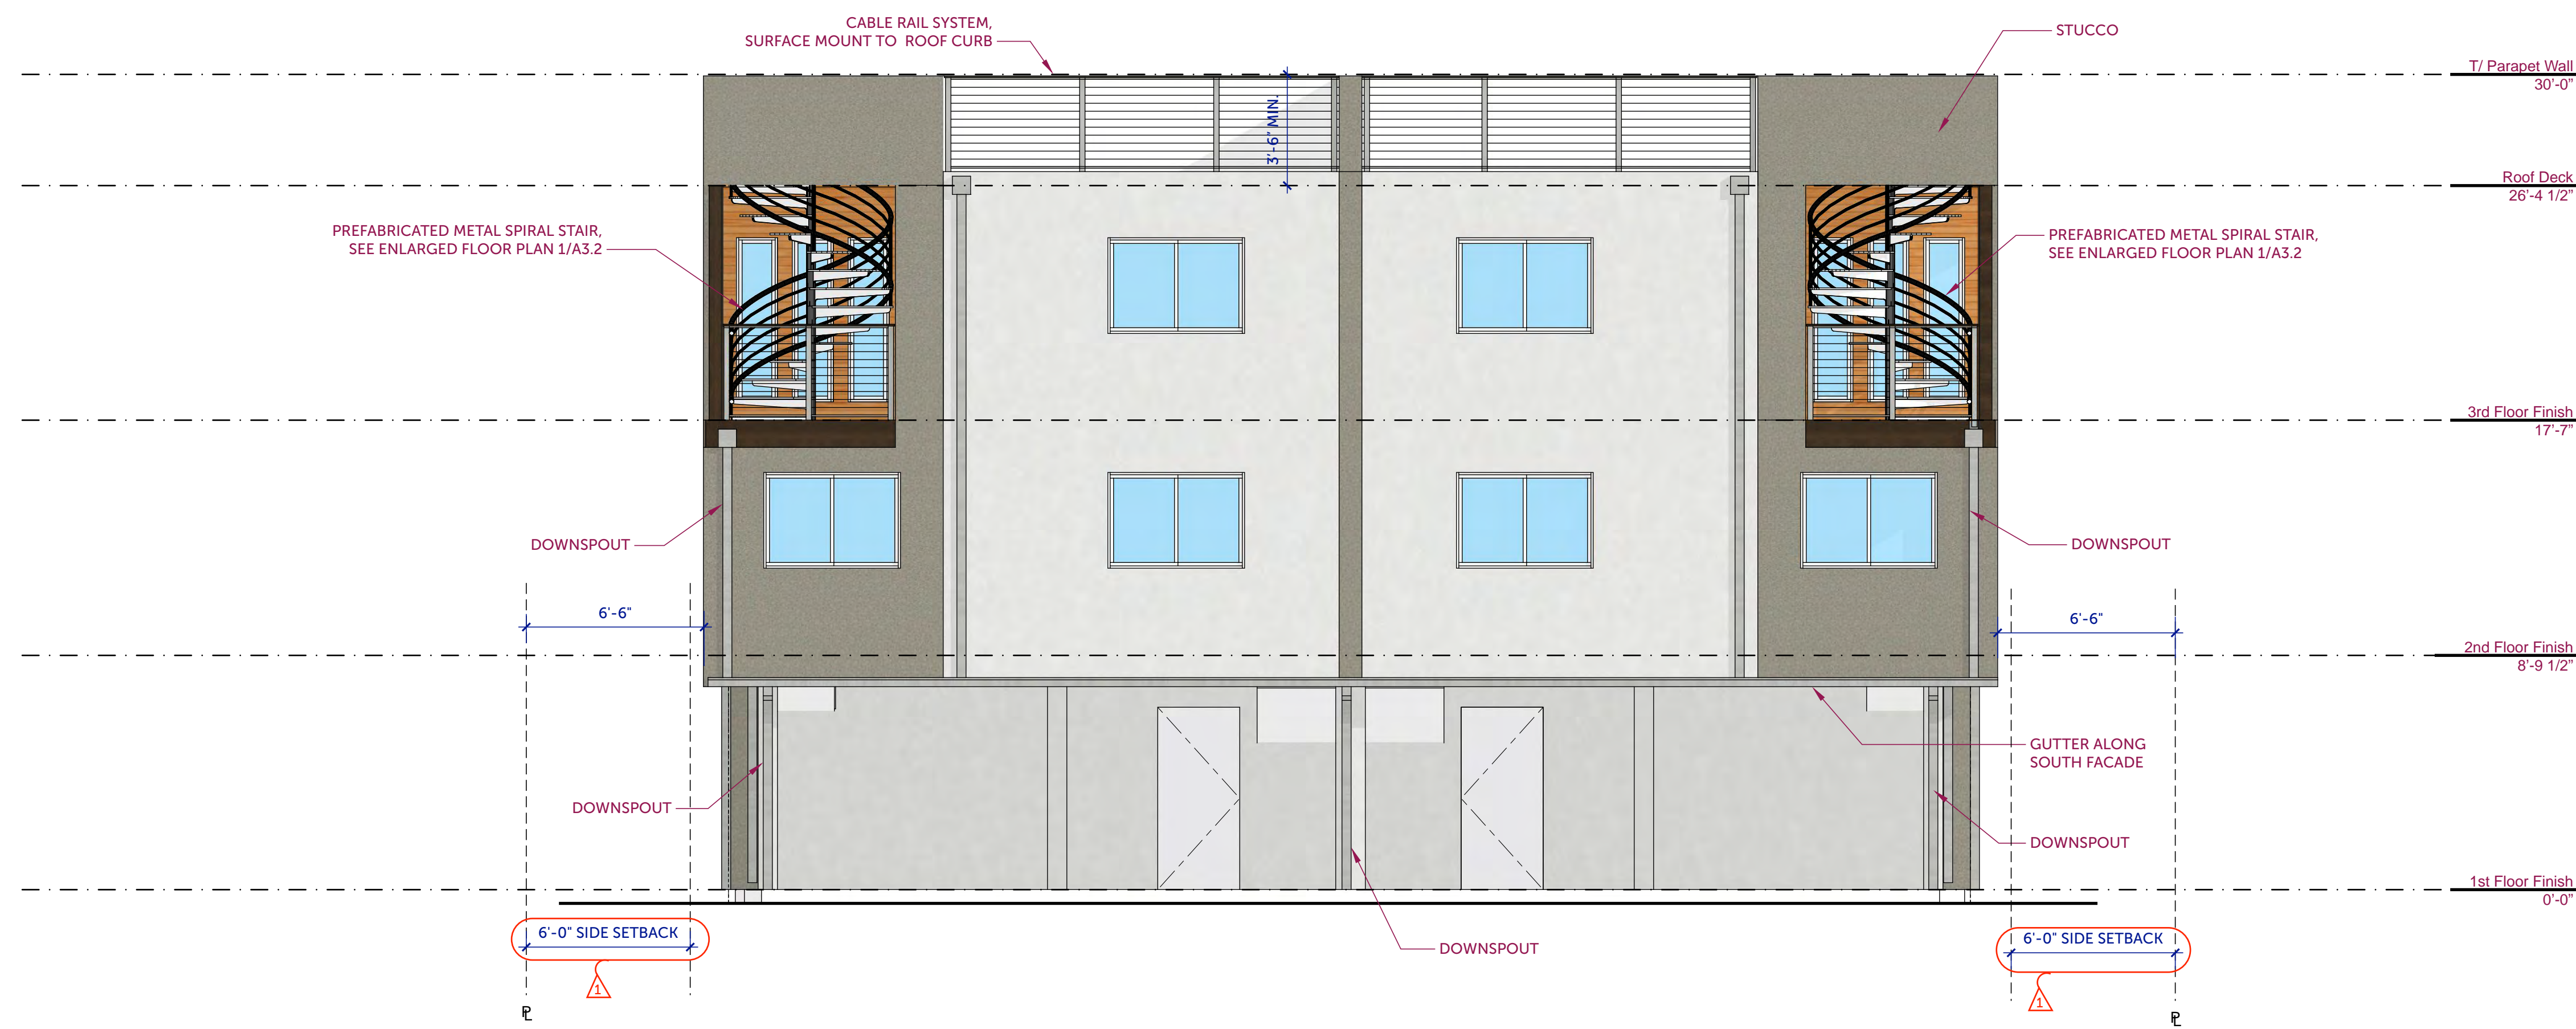 CABLE RAIL SYSTEM,
SURFACE MOUNT TO ROOF CURB
STUCCO
T/ Parapet Wall
30'-0"
3'-6" MIN.
Roof Deck
26'-4 1/2"
PREFABRICATED METAL SPIRAL STAIR,
SEE ENLARGED FLOOR PLAN 1/A3.2
PREFABRICATED METAL SPIRAL STAIR,
SEE ENLARGED FLOOR PLAN 1/A3.2
3rd Floor Finish
17'-7"
DOWNSPOUT
DOWNSPOUT
6'-6"
6'-6"
2nd Floor Finish
8'-9 1/2"
GUTTER ALONG
SOUTH FACADE
DOWNSPOUT
DOWNSPOUT
1st Floor Finish
0'-0"
6'-0" SIDE SETBACK
6'-0" SIDE SETBACK
DOWNSPOUT
1
1
PL
PL